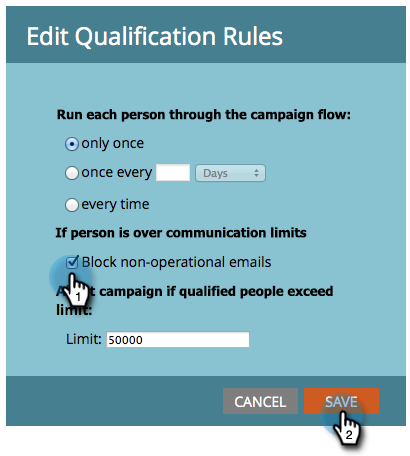 Edit Qualification Rules
Run each person through the campaign flow:
only once
once every Days
every time
If person is over communication limits
Block non-operational emails
1
campaign if qualified people exceed
limit:
Limit: 50000
CANCEL SAVE
2